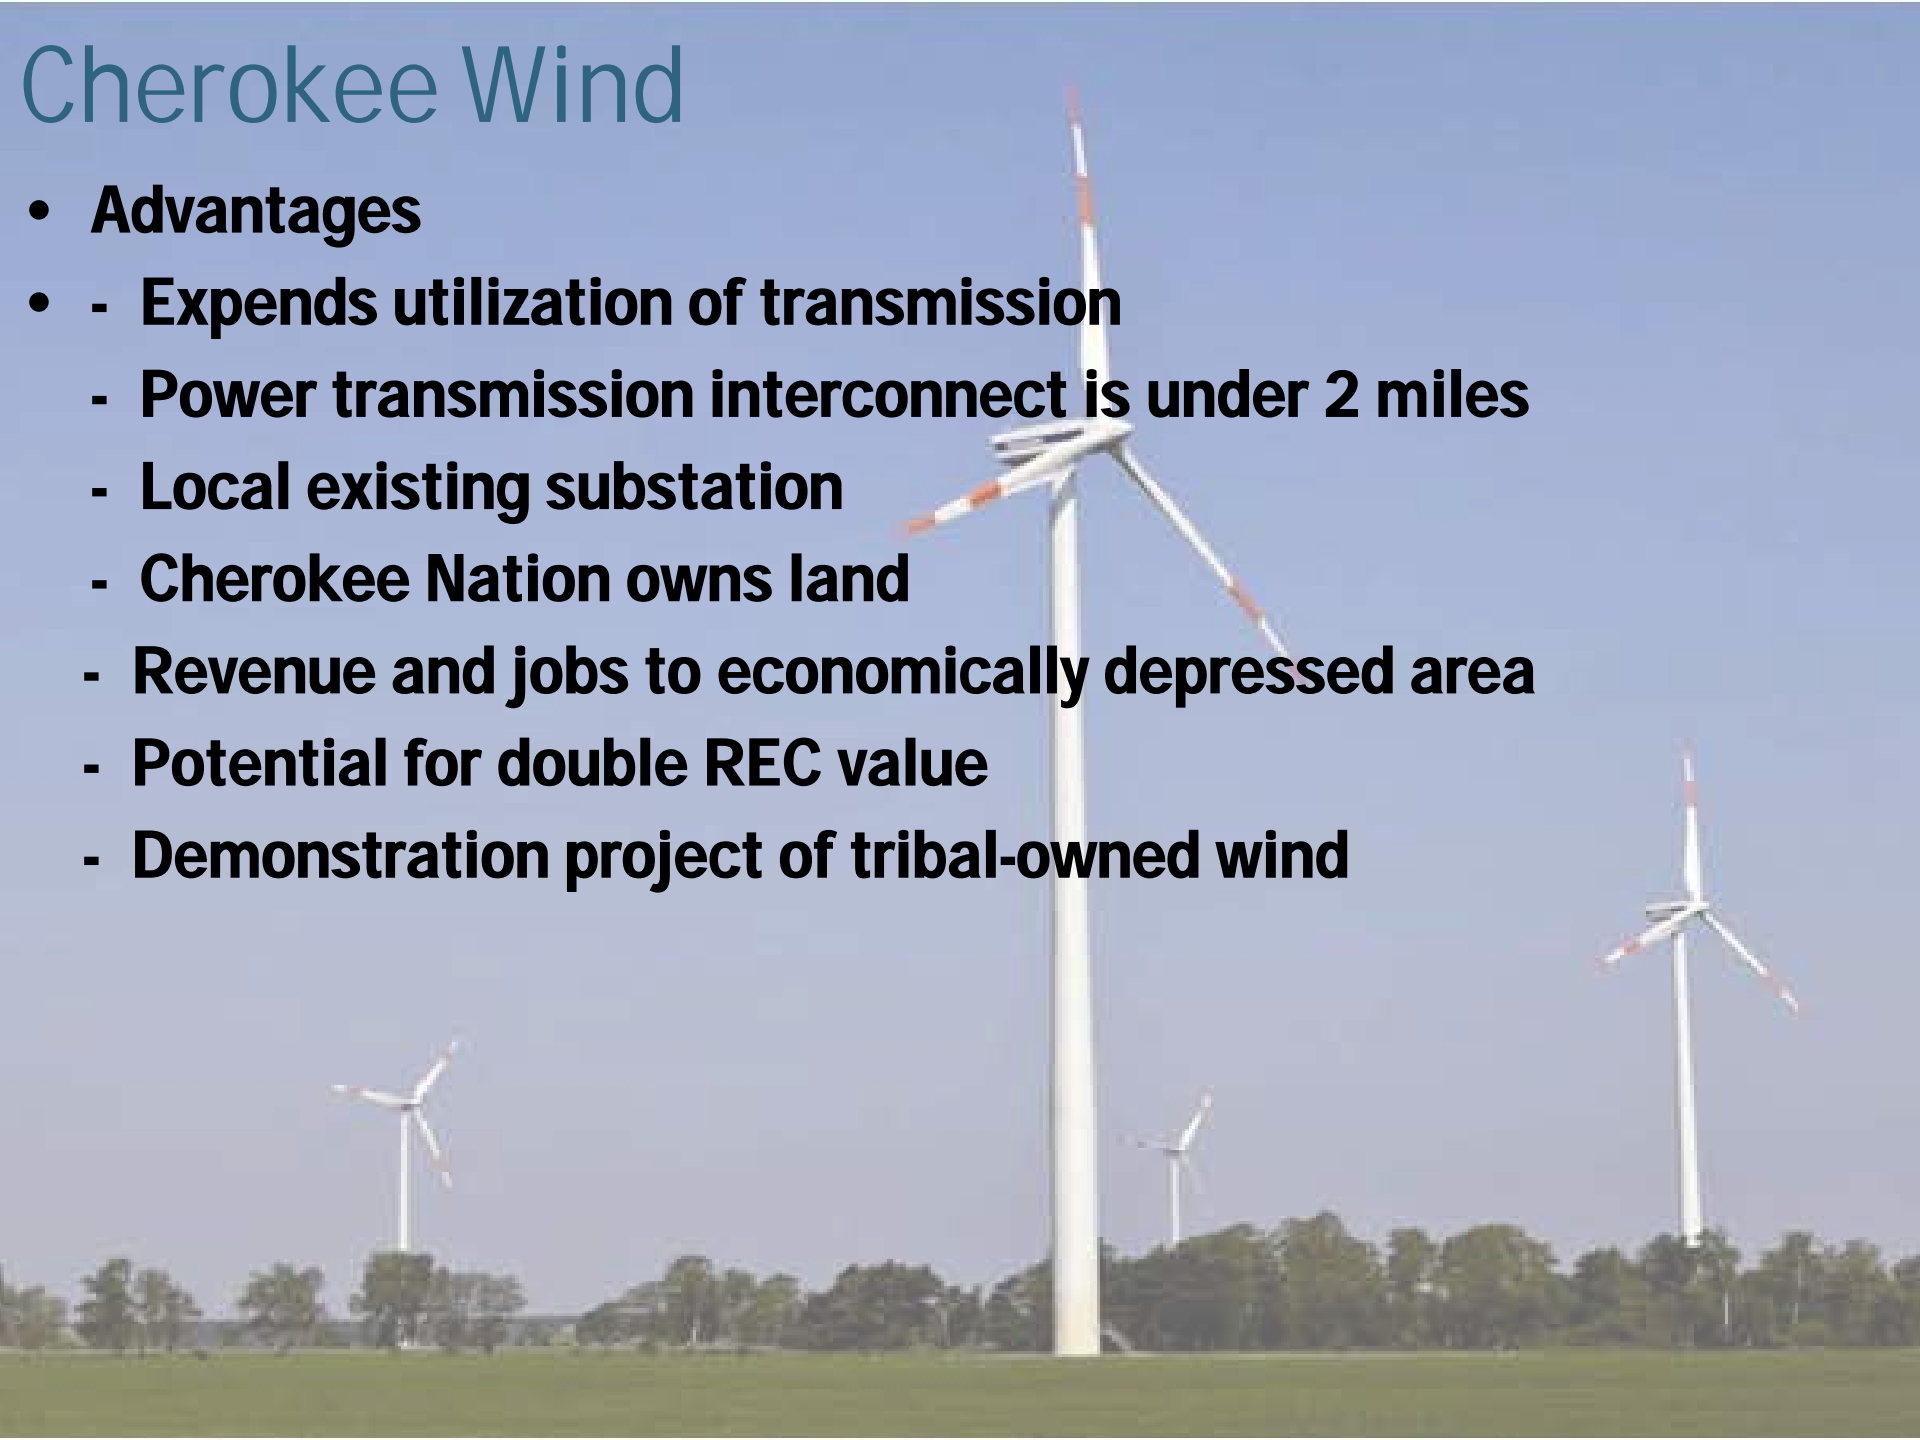 Cherokee Wind
• Advantages
• - Expends utilization of transmission
- Power transmission interconnect is under 2 miles
- Local existing substation
- Cherokee Nation owns land
- Revenue and jobs to economically depressed area
- Potential for double REC value
- Demonstration project of tribal-owned wind